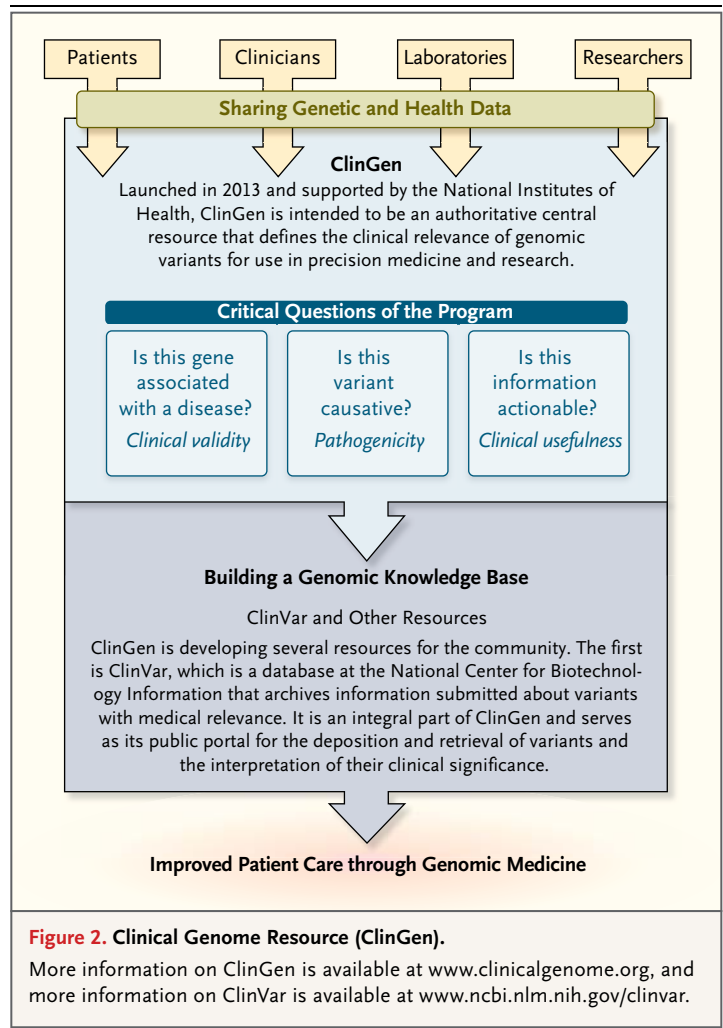 Patients
Clinicians
Laboratories
Researchers
Sharing Genetic and Health Data
ClinGen
Launched in 2013 and supported by the National Institutes of
Health, ClinGen is intended to be an authoritative central
resource that defines the clinical relevance of genomic
variants for use in precision medicine and research.
Critical Questions of the Program
Is this gene
associated
with a disease?
Clinical validity
Is this
variant
causative?
Pathogenicity
Is this
information
actionable?
Clinical usefulness
Building a Genomic Knowledge Base
ClinVar and Other Resources
ClinGen is developing several resources for the community. The first
is ClinVar, which is a database at the National Center for Biotechnol-
ogy Information that archives information submitted about variants
with medical relevance. It is an integral part of ClinGen and serves
as its public portal for the deposition and retrieval of variants and
the interpretation of their clinical significance.
Improved Patient Care through Genomic Medicine
Figure 2. Clinical Genome Resource (ClinGen).
More information on ClinGen is available at www.clinicalgenome.org, and
more information on ClinVar is available at www.ncbi.nlm.nih.gov/clinvar.